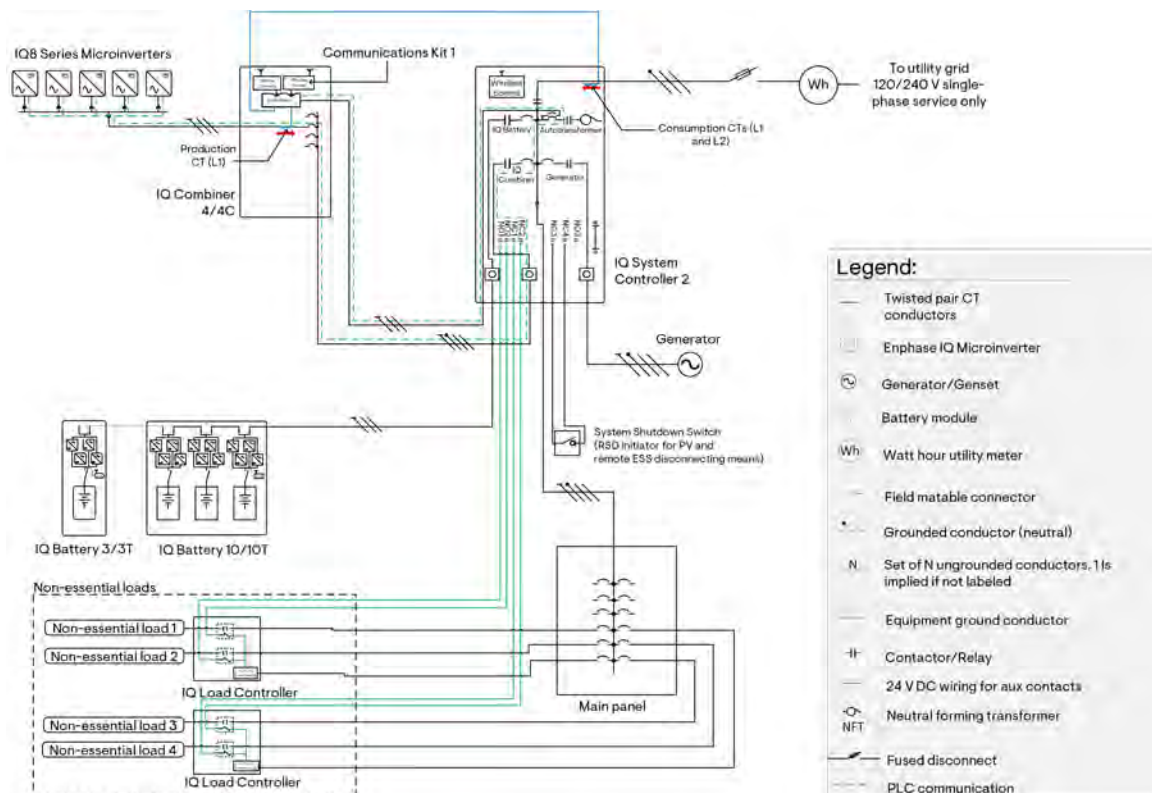 IQ8 Series Microinverters
Communications Kit 1
Production
CT (L1)
IQ Combiner
4/4C
Wireless
control
IQ Battery
Autotransformer
IQ
Combiner
Generator
Consumption CTs (L1
and L2)
Wh
To utility grid
120/240 V single-
phase service only
IQ System
Controller 2
Generator
System Shutdown Switch
(RSD initiator for PV and
remote ESS disconnecting means)
IQ Battery 3/3T
IQ Battery 10/10T
Non-essential loads
Non-essential load 1
Non-essential load 2
IQ Load Controller
Non-essential load 3
Non-essential load 4
IQ Load Controller
Main panel
Legend:
Twisted pair CT
conductors
Enphase IQ Microinverter
Generator/Genset
Battery module
Wh
Watt hour utility meter
Field matable connector
Grounded conductor (neutral)
N
Set of N ungrounded conductors, 1 is
implied if not labeled
Equipment ground conductor
Contactor/Relay
24 V DC wiring for aux contacts
NFT
Neutral forming transformer
Fused disconnect
PLC communication